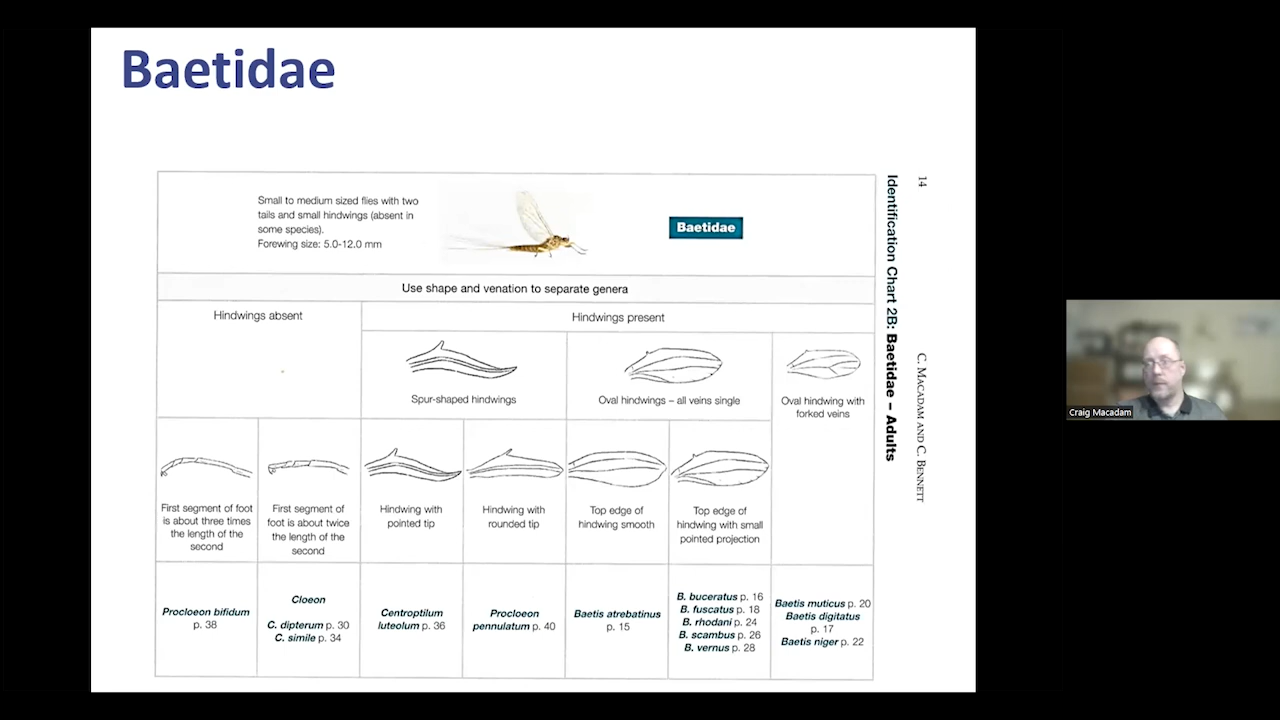 Baetidae
Small to medium sized flies with two
tails and small hindwings (absent in
some species).
Forewing size: 5.0-12.0 mm
Baetidae
Use shape and venation to separate genera
Hindwings absent
Hindwings present
Spur-shaped hindwings
Oval hindwings – all veins single
Oval hindwing with
forked veins
First segment of foot
is about three times
the length of the
second
First segment of
foot is about twice
the length of the
second
Hindwing with
pointed tip
Hindwing with
rounded tip
Top edge of
hindwing smooth
Top edge of
hindwing with small
pointed projection
Procloeon bifidum
p. 38
Cloeon
C. dipterum p. 30
C. simile p. 34
Centroptilum
luteolum p. 36
Procloeon
pennulatum p. 40
Baetis atrebatinus
p. 15
B. buceratus p. 16
B. fuscatus p. 18
B. rhodani p. 24
B. scambus p. 26
B. vernus p. 28
Baetis muticus p. 20
Baetis digitatus
p. 17
Baetis niger p. 22
14
C. MACADAM AND C. BENNETT
Identification Chart 2B: Baetidae – Adults
Craig Macadam